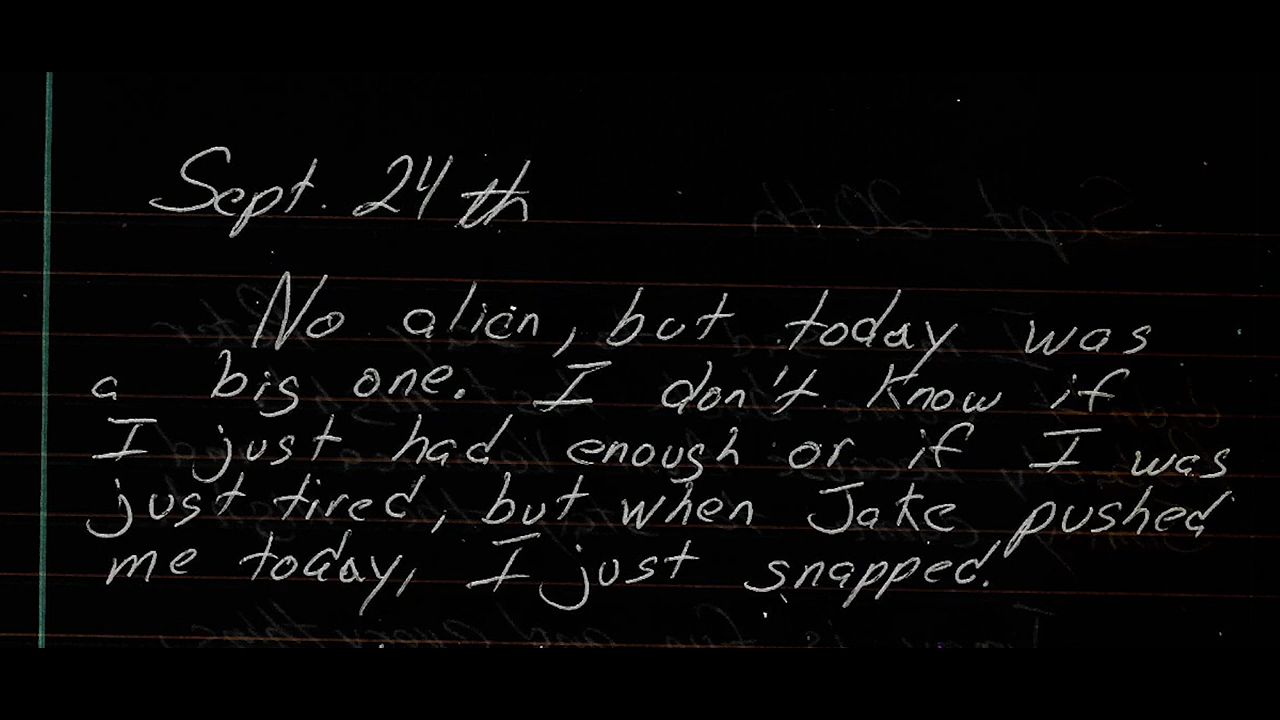 Sept. 24th
No alien, but today was
a big one. I don't know if
I just had enough or if I was
just tired, but when Jake pushed
me today, I just snapped.